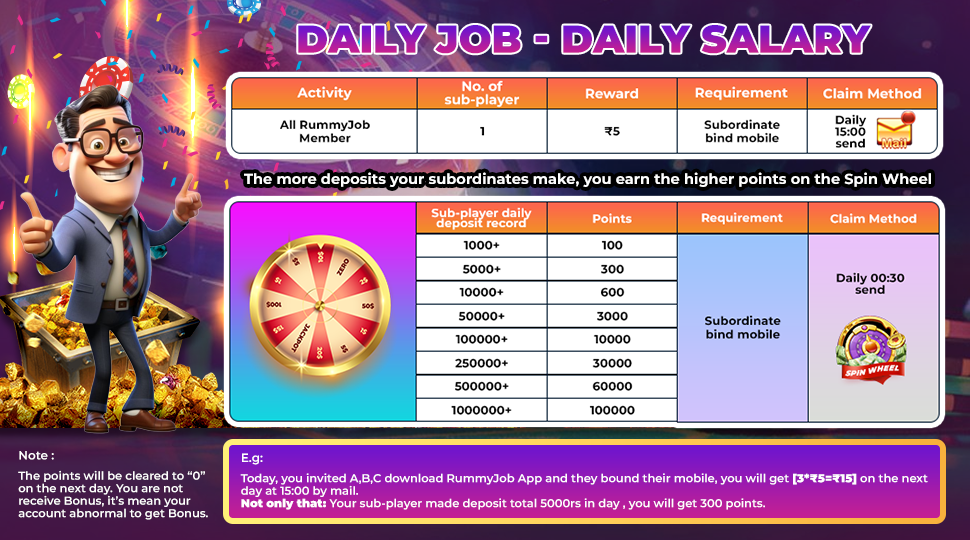 DAILY JOB - DAILY SALARY
Activity
No. of
sub-player
Reward
Requirement
Claim Method
All RummyJob
Member
1
₹5
Subordinate
bind mobile
Daily
15:00
send
Mail
The more deposits your subordinates make, you earn the higher points on the Spin Wheel
Sub-player daily
deposit record
Points
Requirement
Claim Method
1000+ 100
5000+ 300
10000+ 600
50000+ 3000
100000+ 10000
250000+ 30000
500000+ 60000
1000000+ 100000
Subordinate
bind mobile
Daily 00:30
send
SPIN WHEEL
ZERO
50$
JACKPOT
20$
100$
Note :
The points will be cleared to “0”
on the next day. You are not
receive Bonus, it’s mean your
account abnormal to get Bonus.
E.g:
Today, you invited A,B,C download RummyJob App and they bound their mobile, you will get [3*₹5=₹15] on the next
day at 15:00 by mail.
Not only that: Your sub-player made deposit total 5000rs in day , you will get 300 points.